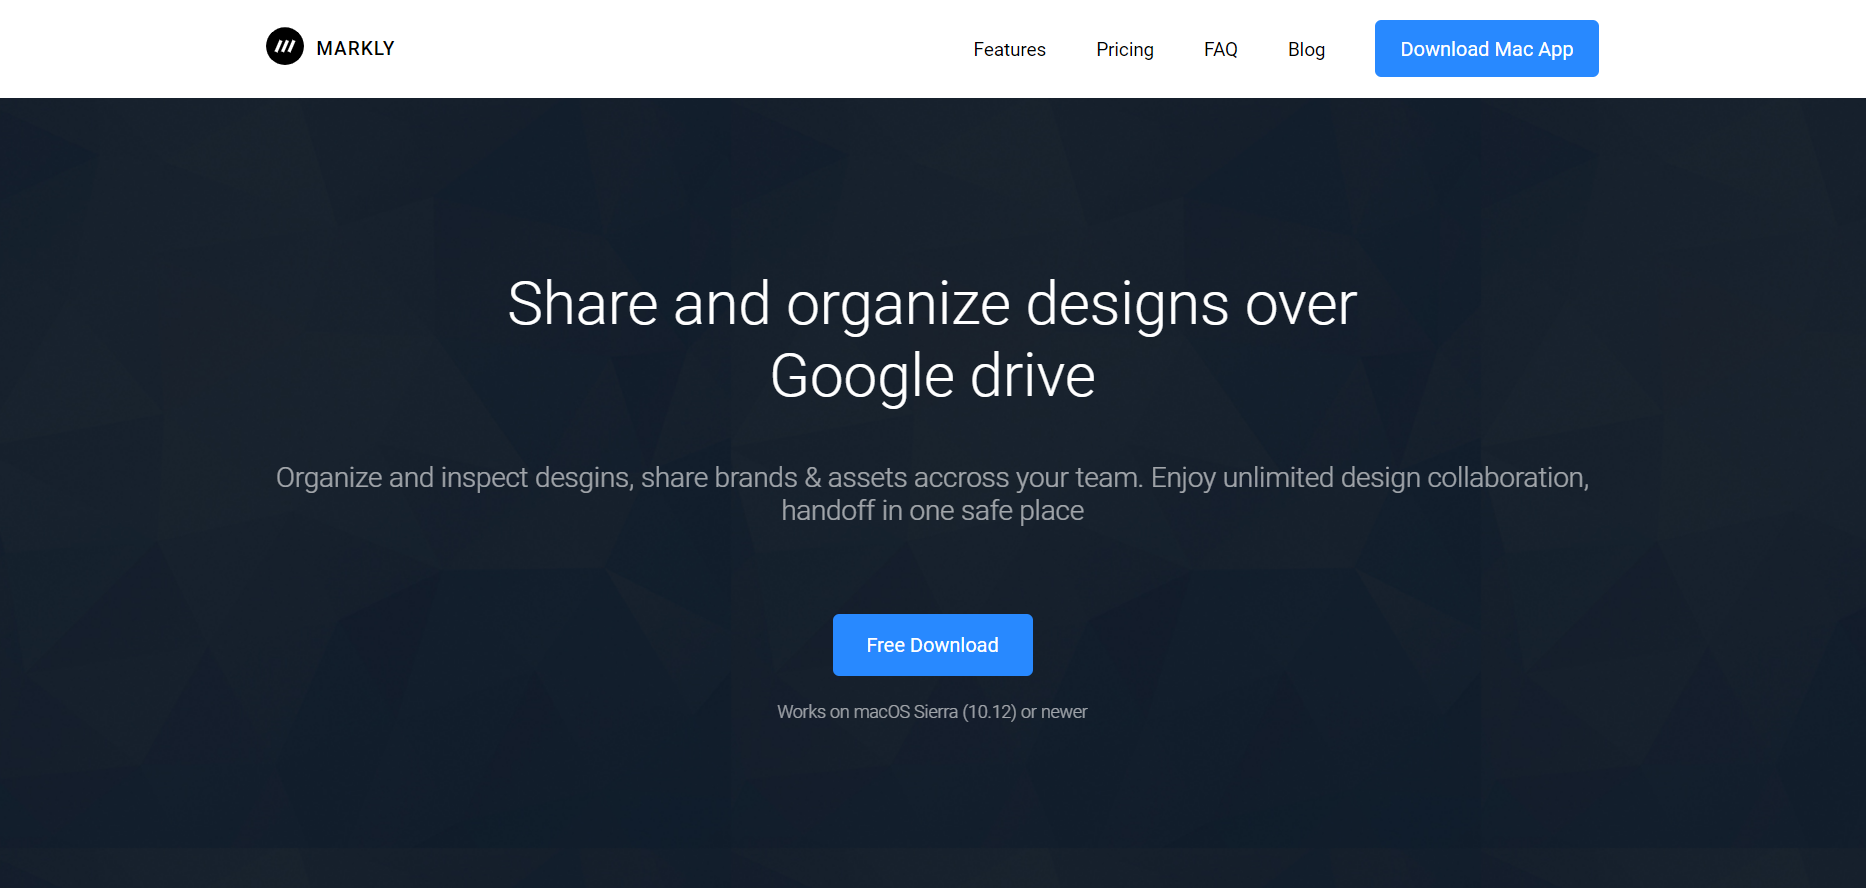 MARKLY
Features
Pricing
FAQ
Blog
Download Mac App
Share and organize designs over
Google drive
Organize and inspect desgins, share brands & assets accross your team. Enjoy unlimited design collaboration,
handoff in one safe place
Free Download
Works on macOS Sierra (10.12) or newer